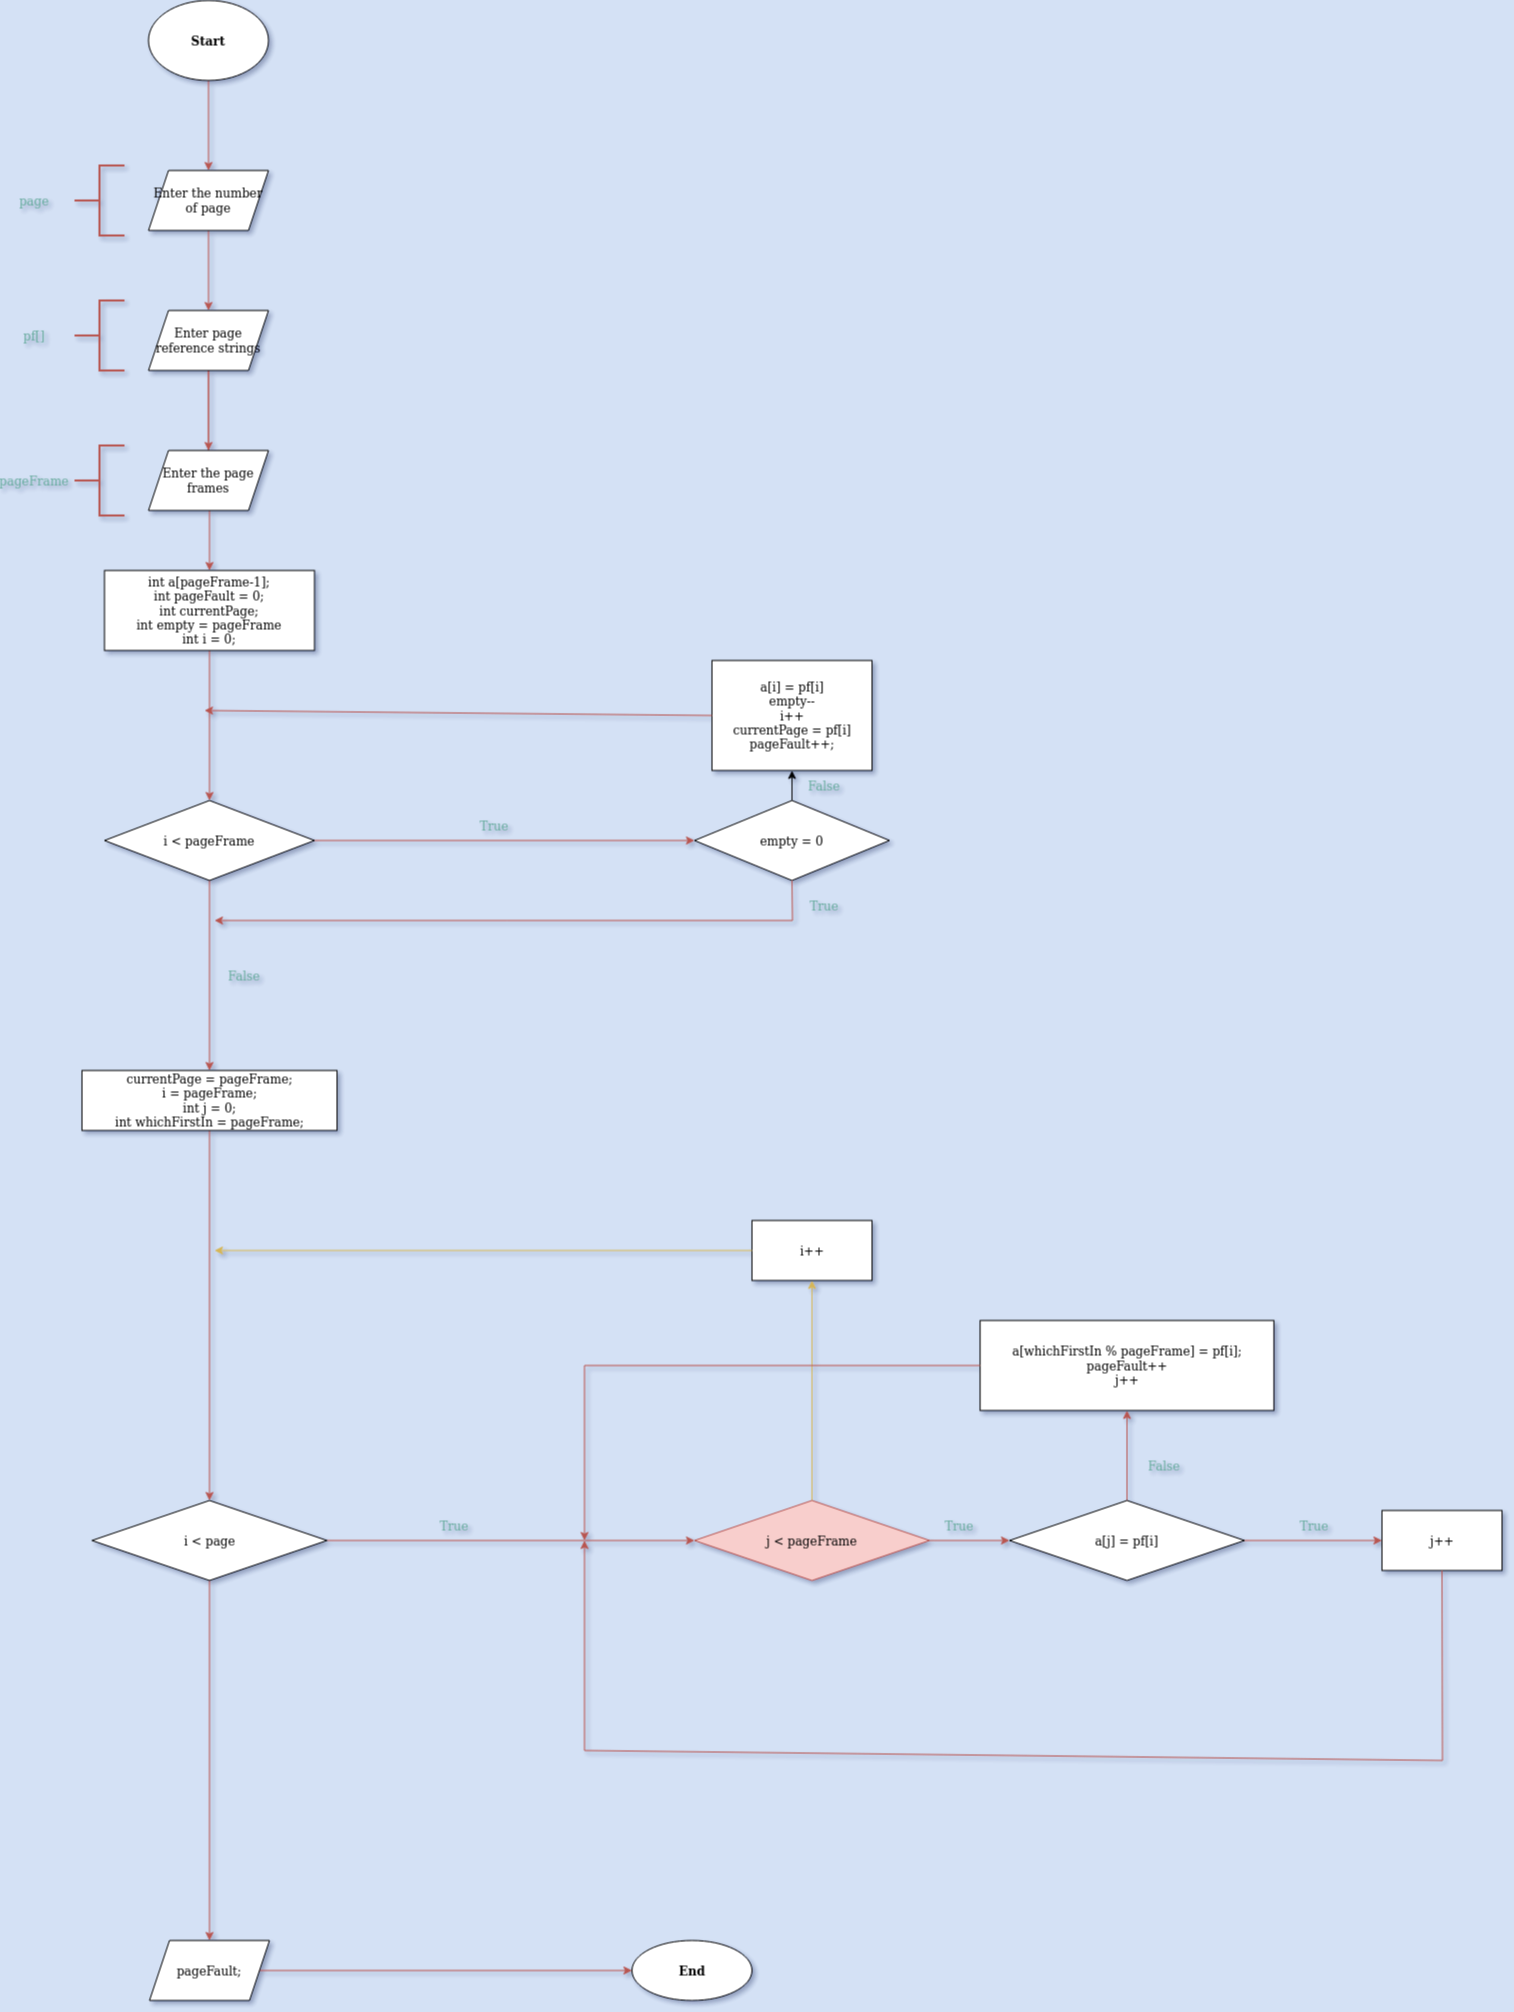 Start
page
Enter the number
of page
pf[]
Enter page
reference strings
pageFrame
Enter the page
frames
int a[pageFrame-1];
int pageFault = 0;
int currentPage;
int empty = pageFrame
int i = 0;
a[i] = pf[i]
empty--
i++
currentPage = pf[i]
pageFault++;
False
i < pageFrame
True
empty = 0
True
False
currentPage = pageFrame;
i = pageFrame;
int j = 0;
int whichFirstIn = pageFrame;
i++
a[whichFirstIn % pageFrame] = pf[i];
pageFault++
j++
False
i < page
True
j < pageFrame
True
a[j] = pf[i]
True
j++
pageFault;
End